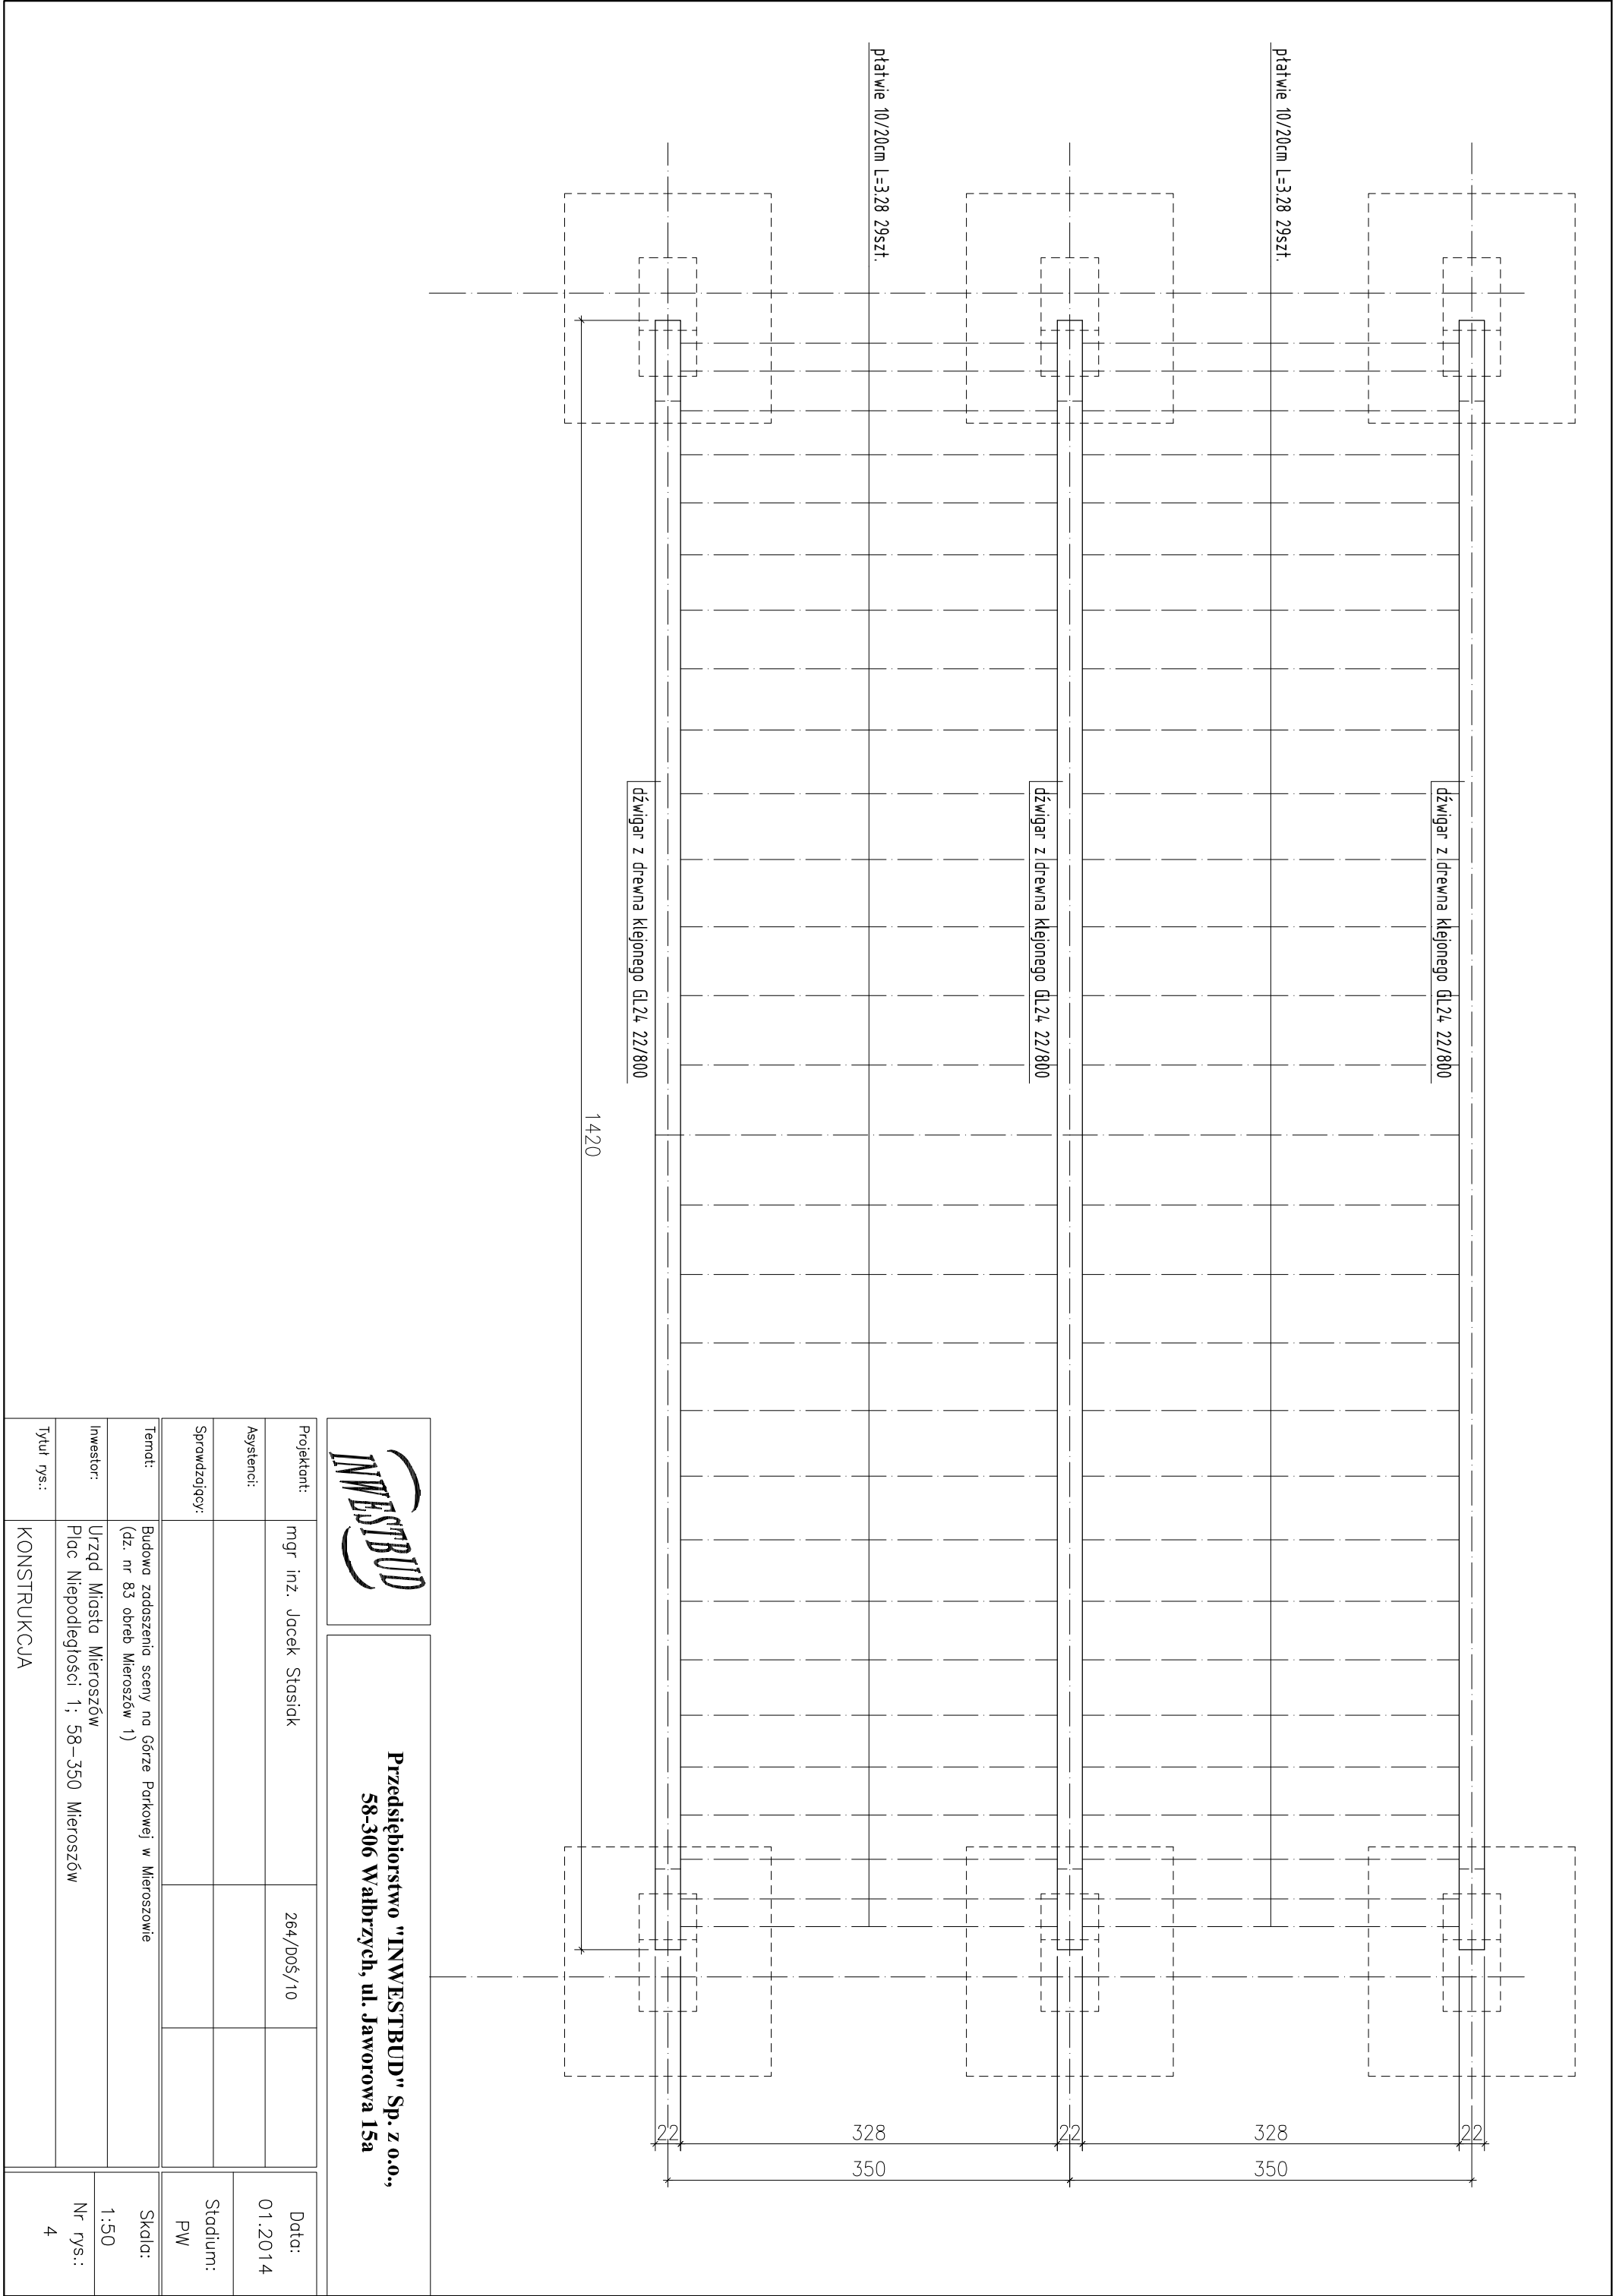 płatwie 10/20cm L=3.28 29szt.
płatwie 10/20cm L=3.28 29szt.
dźwigar z drewna klejonego GL24 22/800
dźwigar z drewna klejonego GL24 22/800
dźwigar z drewna klejonego GL24 22/800
1420
22
328
22
328
22
350
350
INWESTBUD
Przedsiębiorstwo "INWESTBUD" Sp. z o.o.,
58-306 Wałbrzych, ul. Jaworowa 15a
Projektant:
mgr inż. Jacek Stasiak
264/DOŚ/10
Asystenci:
Sprawdzający:
Data:
01.2014
Stadium:
PW
Temat:
Budowa zadaszenia sceny na Górze Parkowej w Mieroszowie
(dz. nr 83 obreb Mieroszów 1)
Skala:
1:50
Inwestor:
Urząd Miasta Mieroszów
Plac Niepodległości 1; 58-350 Mieroszów
Tytuł rys.:
KONSTRUKCJA
Nr rys.:
4